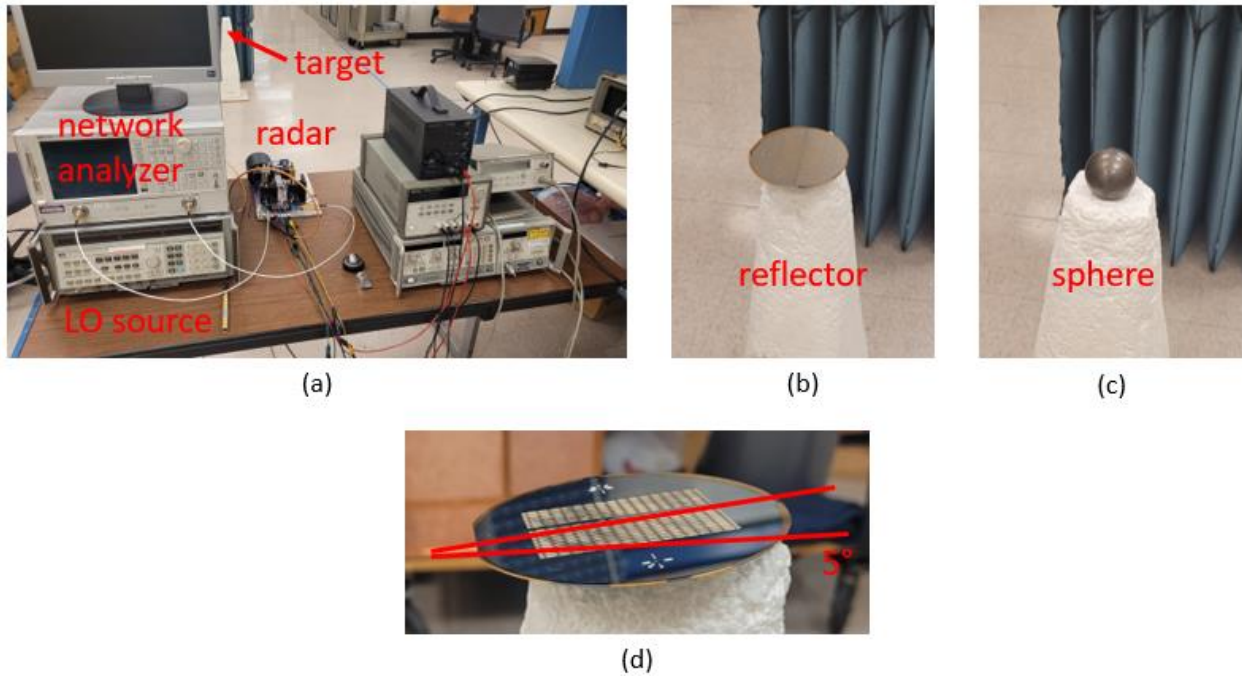 target
network
analyzer
radar
LO source
reflector
sphere
(a)
(b)
(c)
5°
(d)